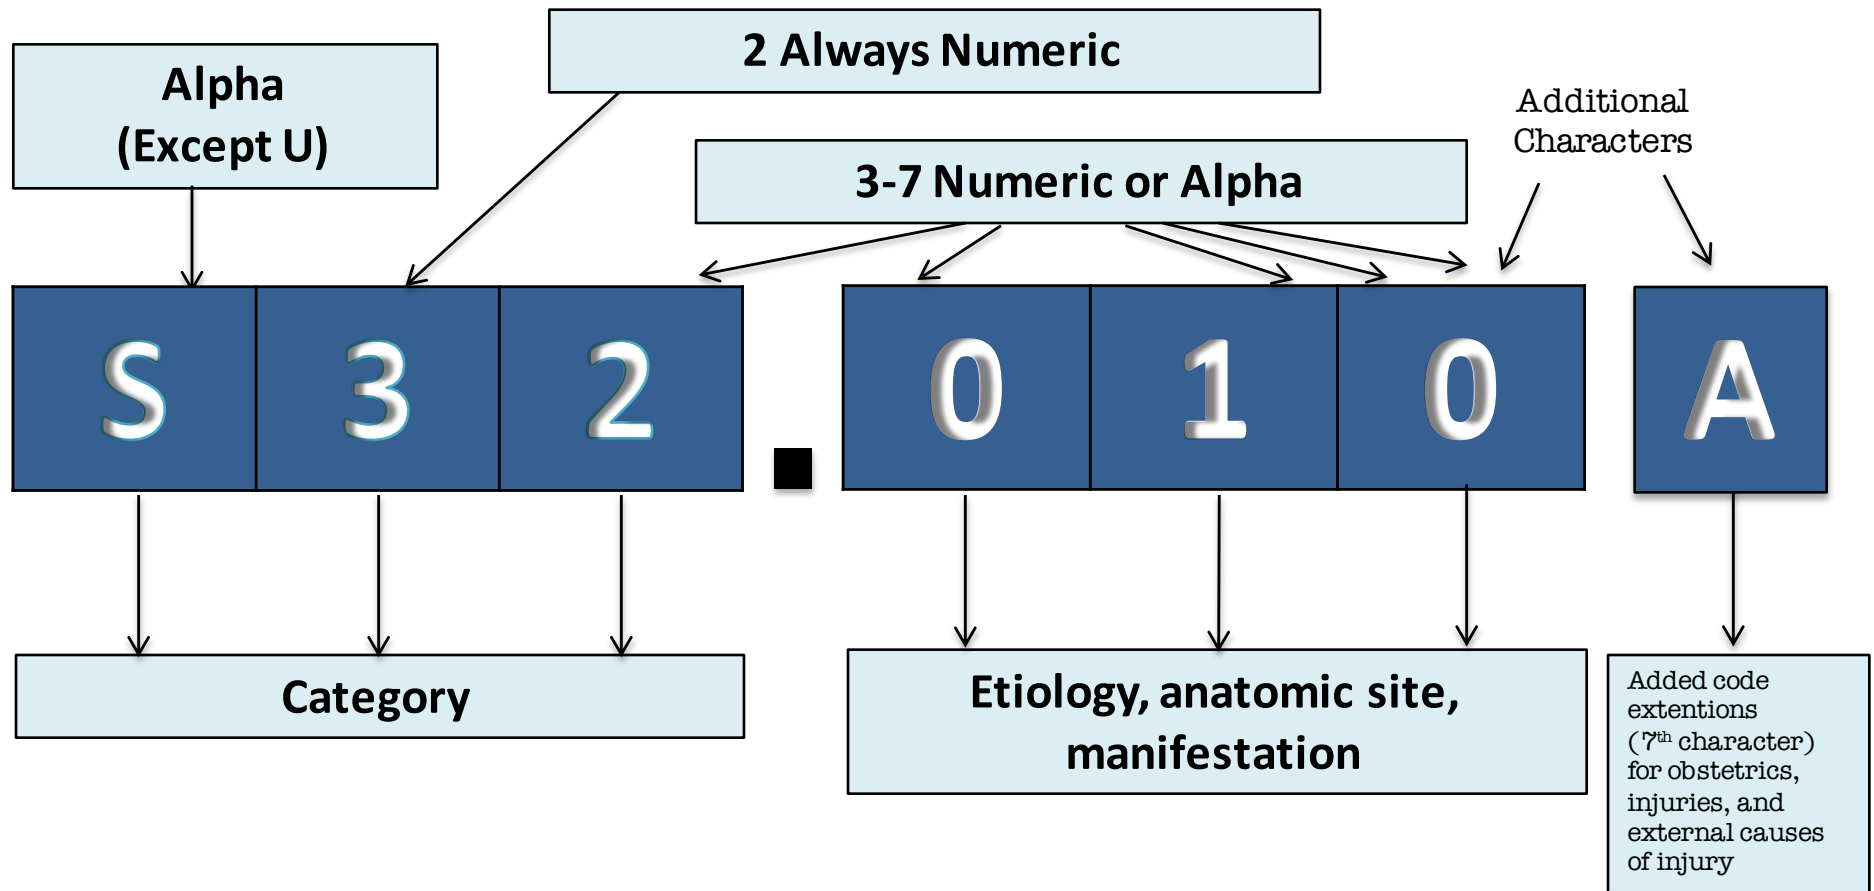 Alpha
(Except U)
2 Always Numeric
3-7 Numeric or Alpha
Additional
Characters
S 3 2 . 0 1 0 A
Category
Etiology, anatomic site,
manifestation
Added code
extentions
(7th character)
for obstetrics,
injuries, and
external causes
of injury